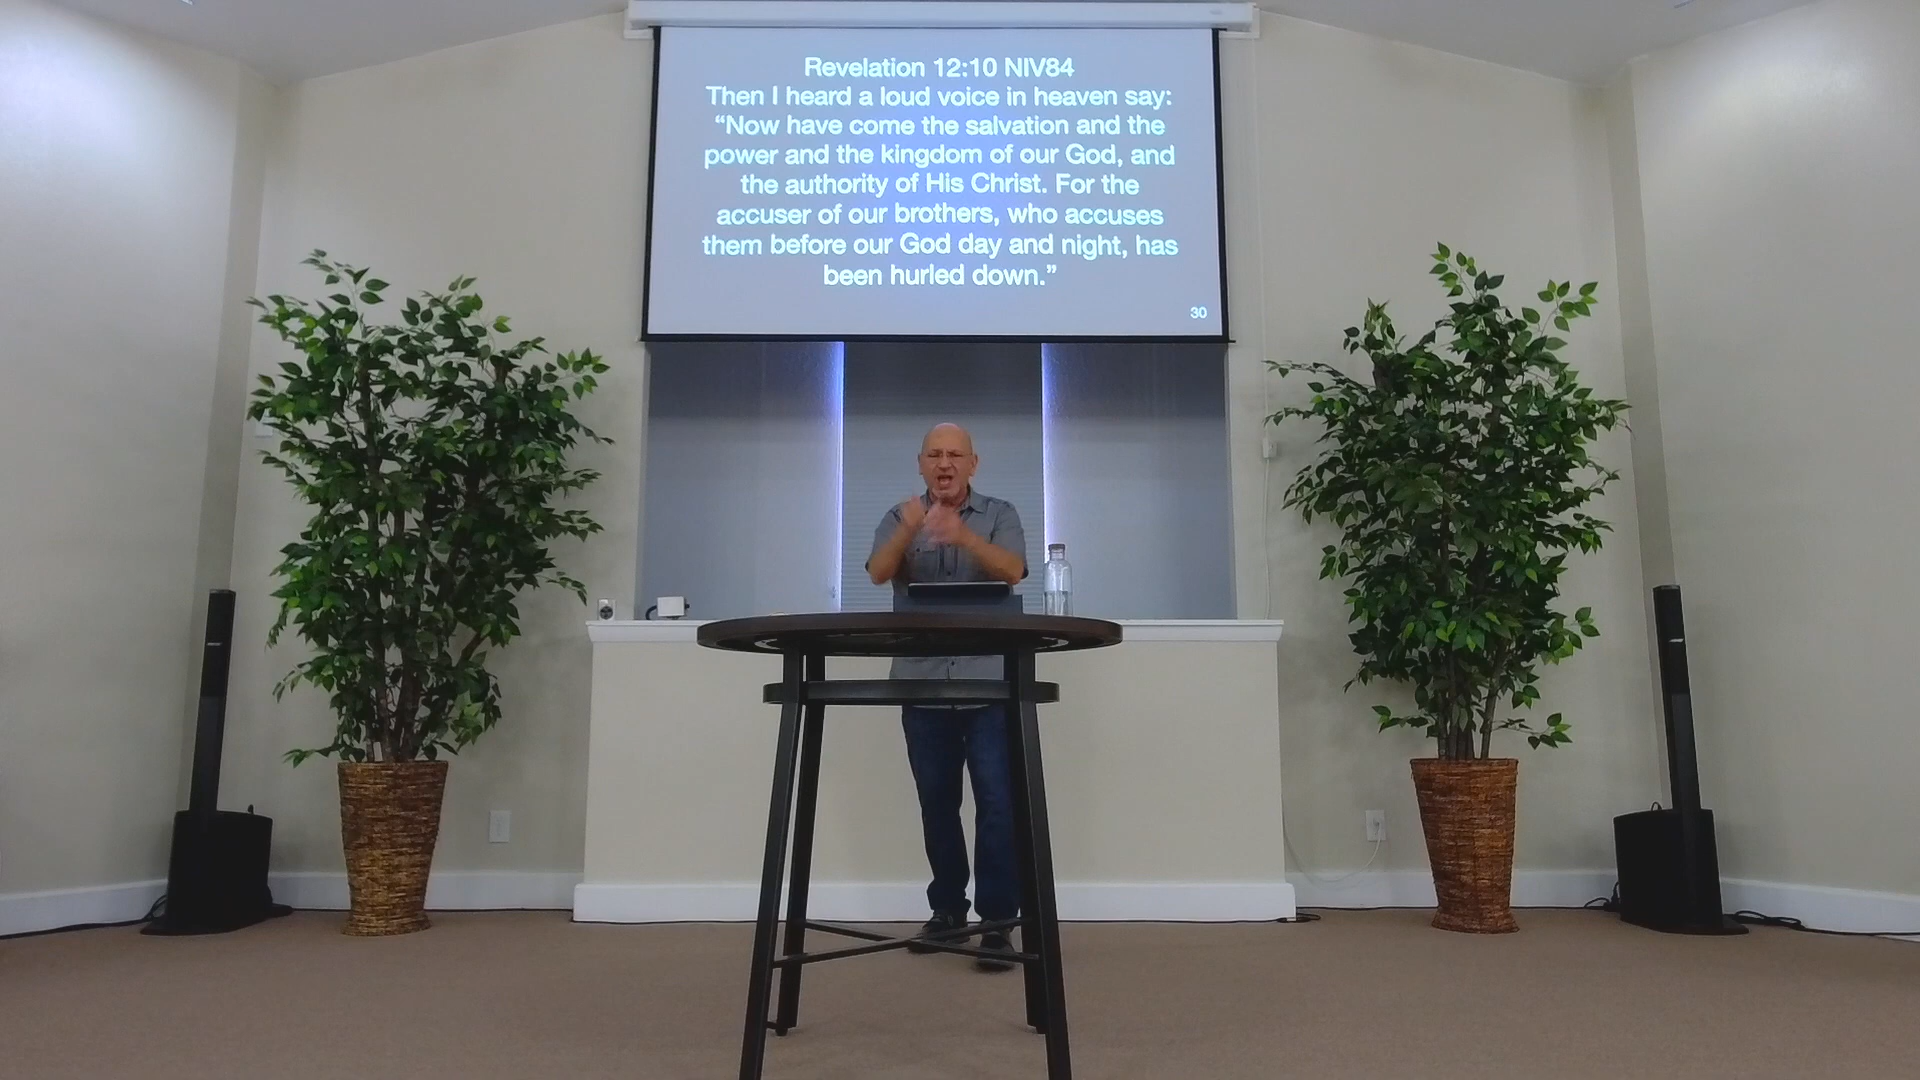 Revelation 12:10 NIV84
Then I heard a loud voice in heaven say:
“Now have come the salvation and the
power and the kingdom of our God, and
the authority of His Christ. For the
accuser of our brothers, who accuses
them before our God day and night, has
been hurled down.”
30